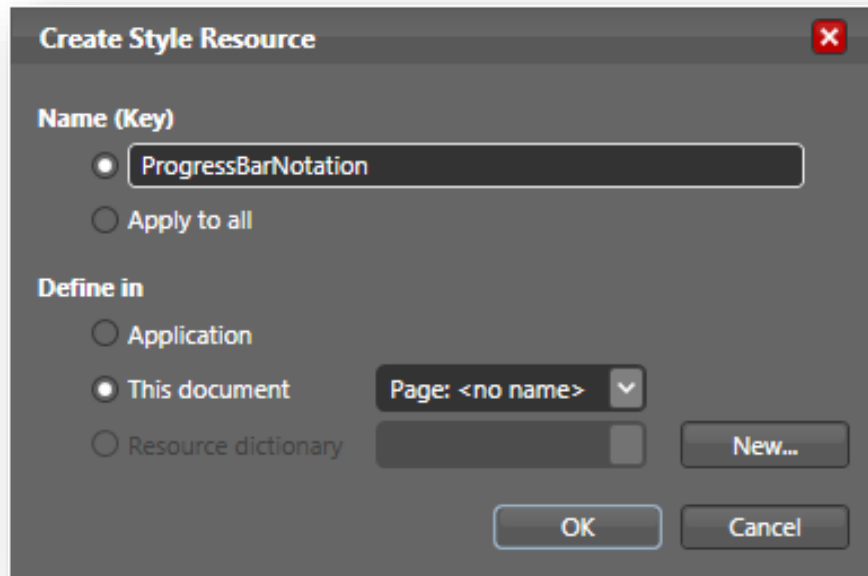 Create Style Resource
Name (Key)
ProgressBarNotation
Apply to all
Define in
Application
This document Page: <no name>
Resource dictionary New...
OK Cancel